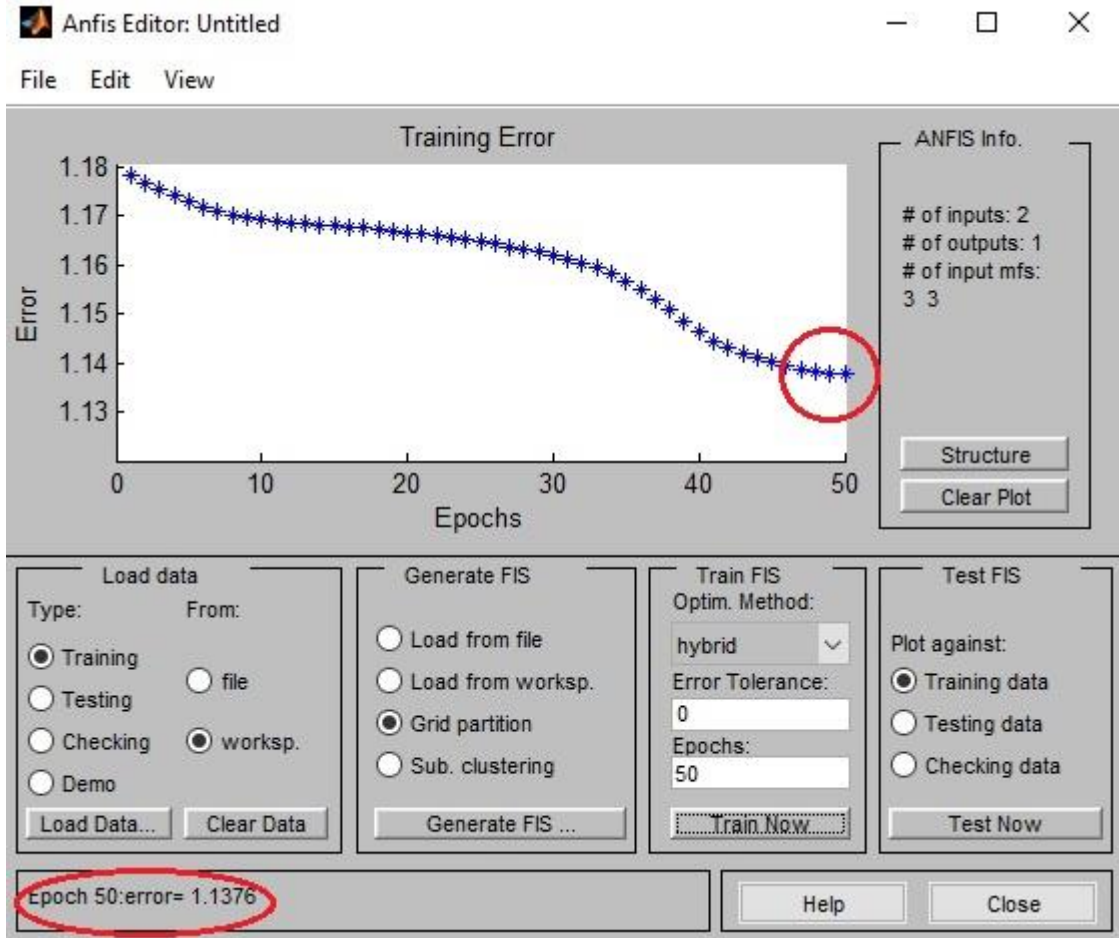 Anfis Editor: Untitled
File Edit View
Training Error
1.18
1.17
1.16
1.15
1.14
1.13
Error
0 10 20 30 40 50
Epochs
ANFIS Info.
# of inputs: 2
# of outputs: 1
# of input mfs:
3 3
Structure
Clear Plot
Load data
Type: From:
Training
Testing
Checking
Demo
file
worksp.
Load Data... Clear Data
Generate FIS
Load from file
Load from worksp.
Grid partition
Sub. clustering
Generate FIS ...
Train FIS
Optim. Method:
hybrid
Error Tolerance:
0
Epochs:
50
Train Now
Test FIS
Plot against:
Training data
Testing data
Checking data
Test Now
Epoch 50:error= 1.1376
Help Close